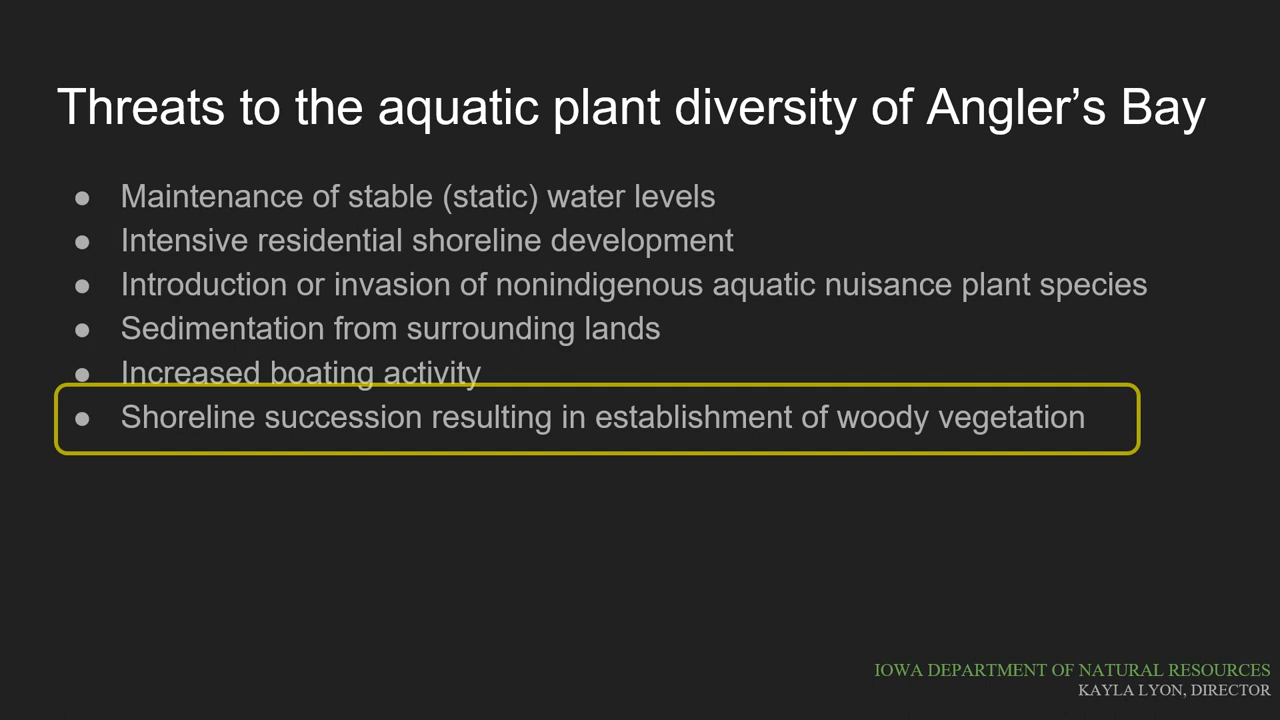 Threats to the aquatic plant diversity of Angler’s Bay
● Maintenance of stable (static) water levels
● Intensive residential shoreline development
● Introduction or invasion of nonindigenous aquatic nuisance plant species
● Sedimentation from surrounding lands
● Increased boating activity
● Shoreline succession resulting in establishment of woody vegetation
IOWA DEPARTMENT OF NATURAL RESOURCES
KAYLA LYON, DIRECTOR